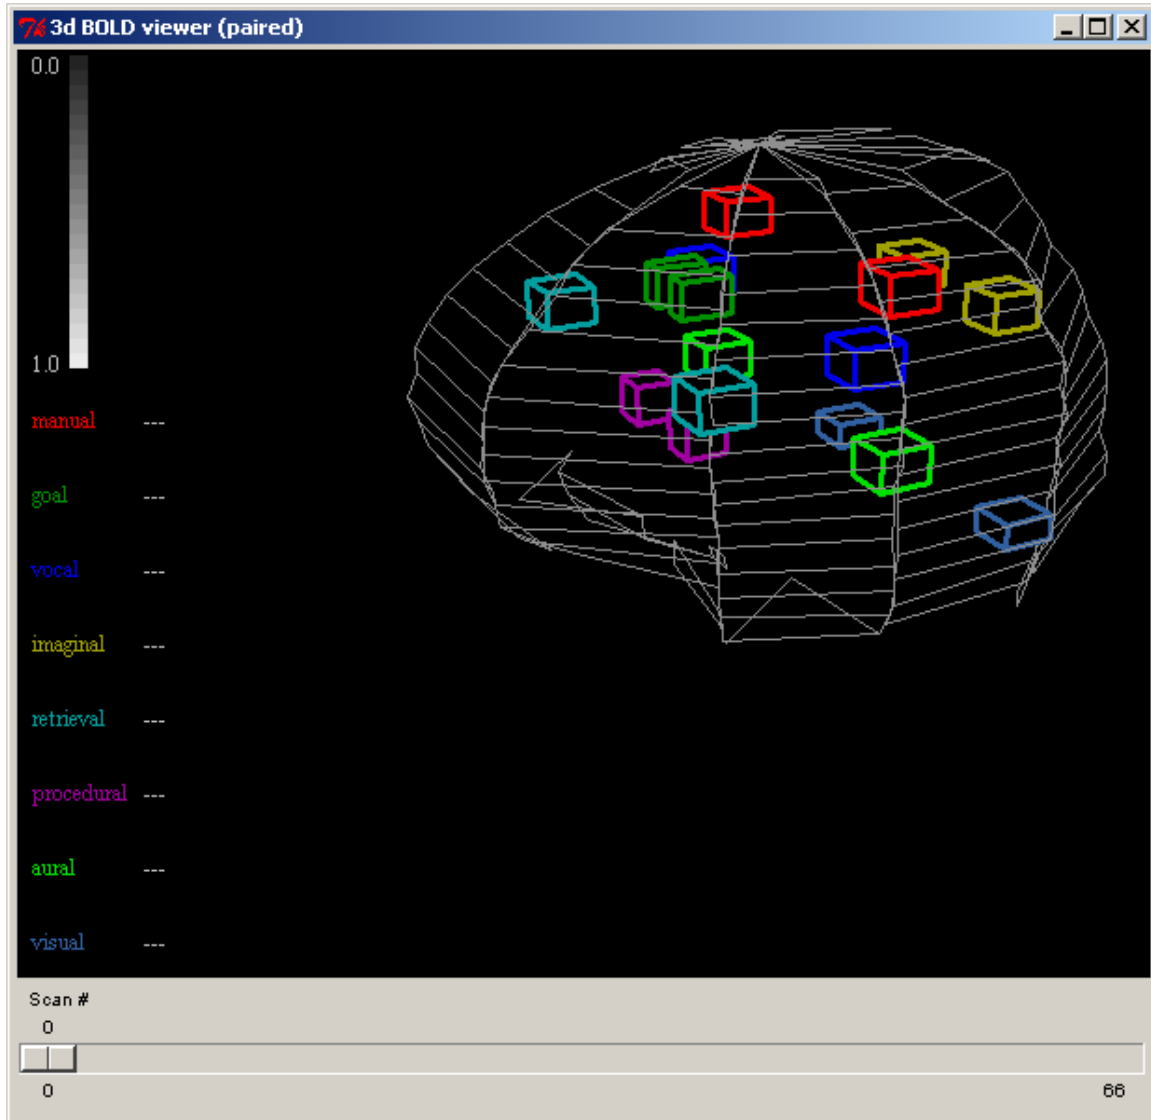 3d BOLD viewer (paired)
0.0
1.0
manual ---
goal ---
vocal ---
imaginal ---
retrieval ---
procedural ---
aural ---
visual ---
Scan #
0
0 66